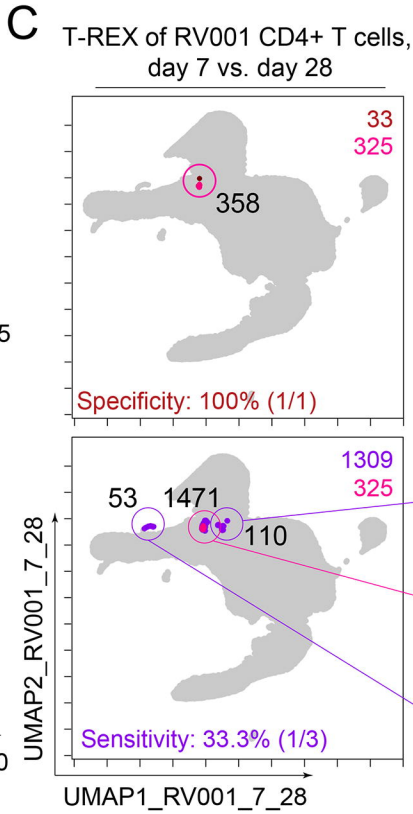 C
T-REX of RV001 CD4+ T cells,
day 7 vs. day 28
33
325
358
5
Specificity: 100% (1/1)
1309
325
53 1471
110
Sensitivity: 33.3% (1/3)
0
UMAP2_RV001_7_28
UMAP1_RV001_7_28